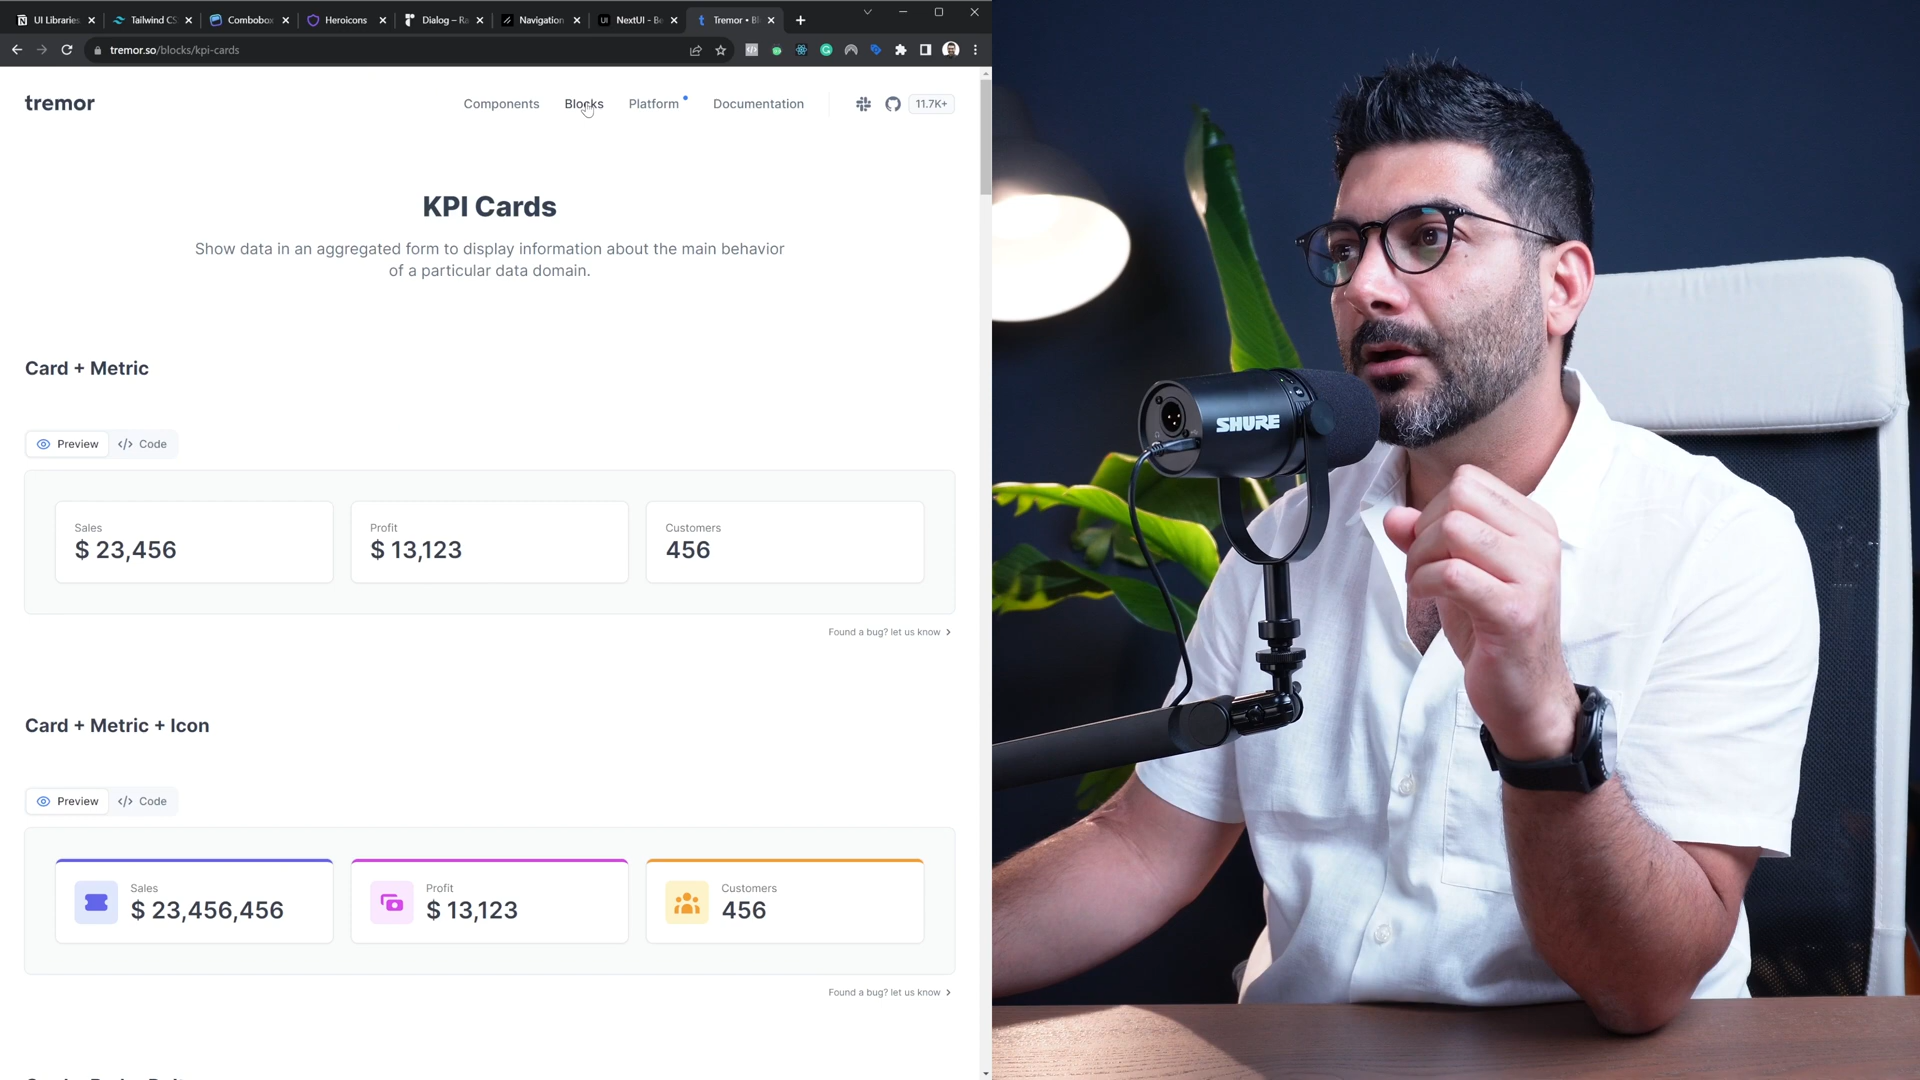 UI Libraries.
Tailwind CS
Combobox
Heroicons
Dialog – Ra
Navigation
NextUI - Be
Tremor • Bl
tremor.so/blocks/kpi-cards
tremor
Components
Blocks
Platform
Documentation
11.7K+
KPI Cards
Show data in an aggregated form to display information about the main behavior
of a particular data domain.
Card + Metric
Preview
</> Code
Sales
$ 23,456
Profit
$ 13,123
Customers
456
Found a bug? let us know >
Card + Metric + Icon
Preview
</> Code
Sales
$ 23,456,456
Profit
$ 13,123
Customers
456
Found a bug? let us know >
SHURE